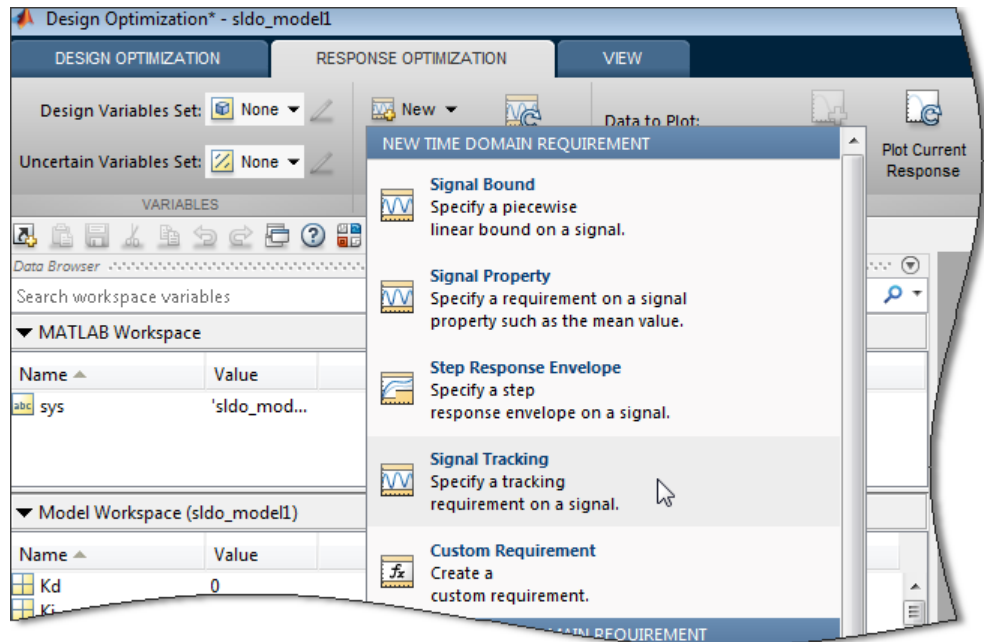 Design Optimization* - sldo_model1
DESIGN OPTIMIZATION
RESPONSE OPTIMIZATION
VIEW
Design Variables Set: None
New
Data to Plot:
Plot Current
Response
Uncertain Variables Set: None
VARIABLES
NEW TIME DOMAIN REQUIREMENT
Signal Bound
Specify a piecewise
linear bound on a signal.
Signal Property
Specify a requirement on a signal
property such as the mean value.
Step Response Envelope
Specify a step
response envelope on a signal.
Signal Tracking
Specify a tracking
requirement on a signal.
Custom Requirement
Create a
custom requirement.
REQUIREMENT
Data Browser
Search workspace variables
MATLAB Workspace
Name Value
abc sys 'sldo_mod...
Model Workspace (sldo_model1)
Name Value
Kd 0
Ki